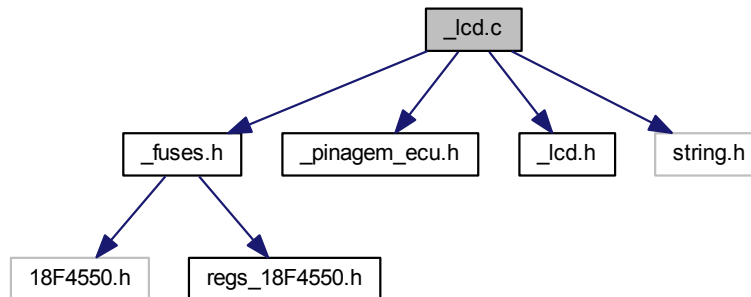 _lcd.c
_fuses.h
_pinagem_ecu.h
_lcd.h
string.h
18F4550.h
regs_18F4550.h